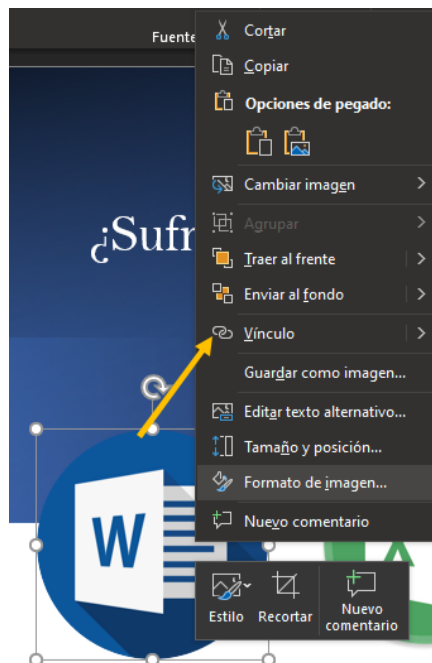 Fuente
Cortar
Copiar
Opciones de pegado:
Cambiar imagen
Agrupar
¿Sufr
Traer al frente
Enviar al fondo
Vínculo
Guardar como imagen...
Editar texto alternativo...
Tamaño y posición...
Formato de imagen...
W
Nuevo comentario
A
Estilo
Recortar
Nuevo
comentario